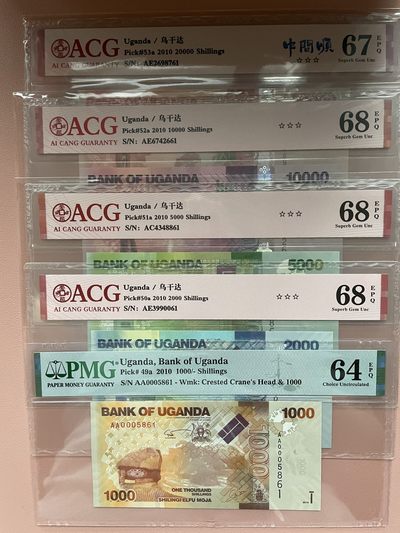 ACG
AI CANG GUARANTY
Uganda / 乌干达
Pick#53a 2010 20000 Shillings
S/N: AE2698761
☆☆☆
67 EPQ
Superb Gem Unc
ACG
AI CANG GUARANTY
Uganda / 乌干达
Pick#52a 2010 10000 Shillings
S/N: AE6742661
☆☆☆
68 EPQ
Superb Gem Unc
BANK OF UGANDA 10000
ACG
AI CANG GUARANTY
Uganda / 乌干达
Pick#51a 2010 5000 Shillings
S/N: AC4348861
☆☆☆
68 EPQ
Superb Gem Unc
BANK OF UGANDA 5000
ACG
AI CANG GUARANTY
Uganda / 乌干达
Pick#50a 2010 2000 Shillings
S/N: AE3990061
☆☆☆
68 EPQ
Superb Gem Unc
BANK OF UGANDA 2000
PMG
PAPER MONEY GUARANTY
Uganda, Bank of Uganda
Pick# 49a 2010 1000/- Shillings
S/N AA0005861 - Wmk: Crested Crane's Head & 1000
64 EPQ
Choice Uncirculated
BANK OF UGANDA 1000
AA0005861
1000
AA0005861
ONE THOUSAND
SHILLINGS
SHILINGI ELFU MOJA
1000